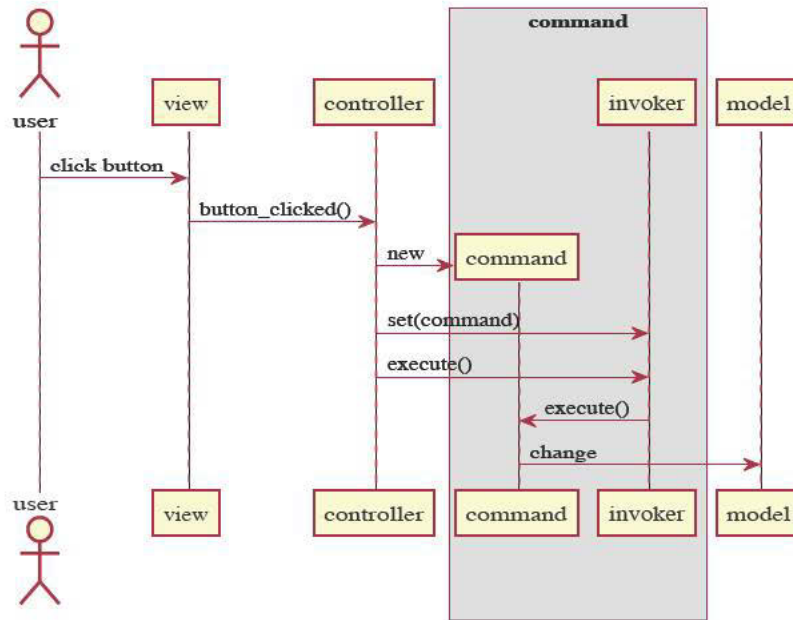 command
view
controller
invoker
model
user
click button
button_clicked()
new
command
set(command)
execute()
execute()
change
user
view
controller
command
invoker
model